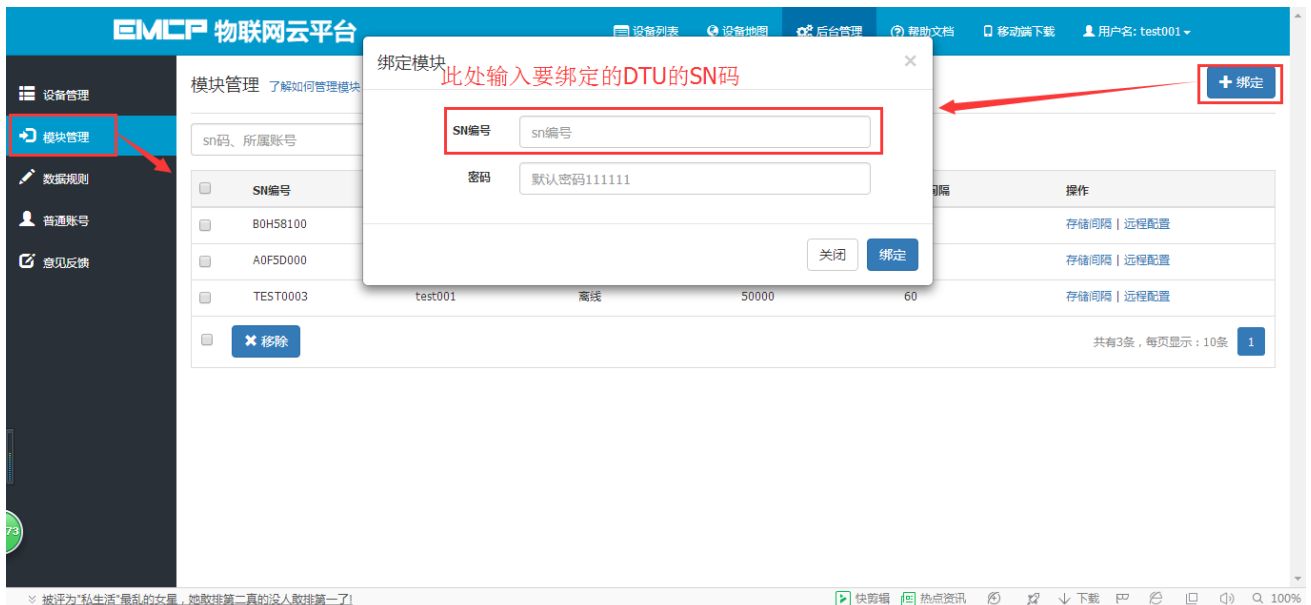 EMCP 物联网云平台
设备列表 设备地图 后台管理 帮助文档 移动端下载 用户名: test001
设备管理
模块管理
数据规则
普通账号
意见反馈
模块管理 了解如何管理模块
绑定
sn码、所属账号
绑定模块
此处输入要绑定的DTU的SN码
×
SN编号 sn编号
密码 默认密码111111
关闭 绑定
SN编号 间隔 操作
B0H58100 存储间隔 | 远程配置
A0F5D000 存储间隔 | 远程配置
TEST0003 test001 离线 50000 60 存储间隔 | 远程配置
移除 共有3条，每页显示：10条 1
73
被评为"私生活"最乱的女星，她敢排第二真的没人敢排第一了!
快剪辑 热点资讯 下载 100%